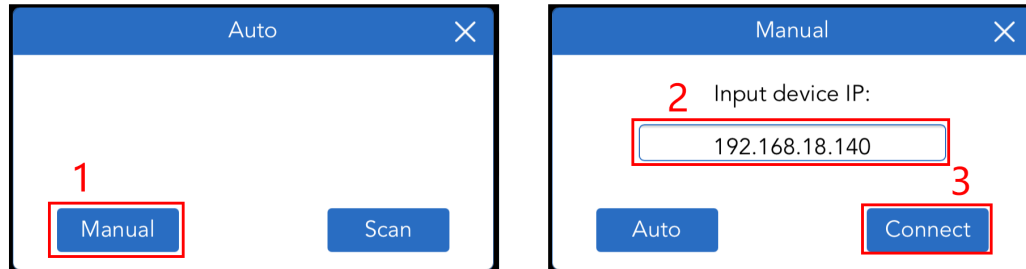 Auto
1
Manual
Scan
Manual
2
Input device IP:
192.168.18.140
3
Auto
Connect